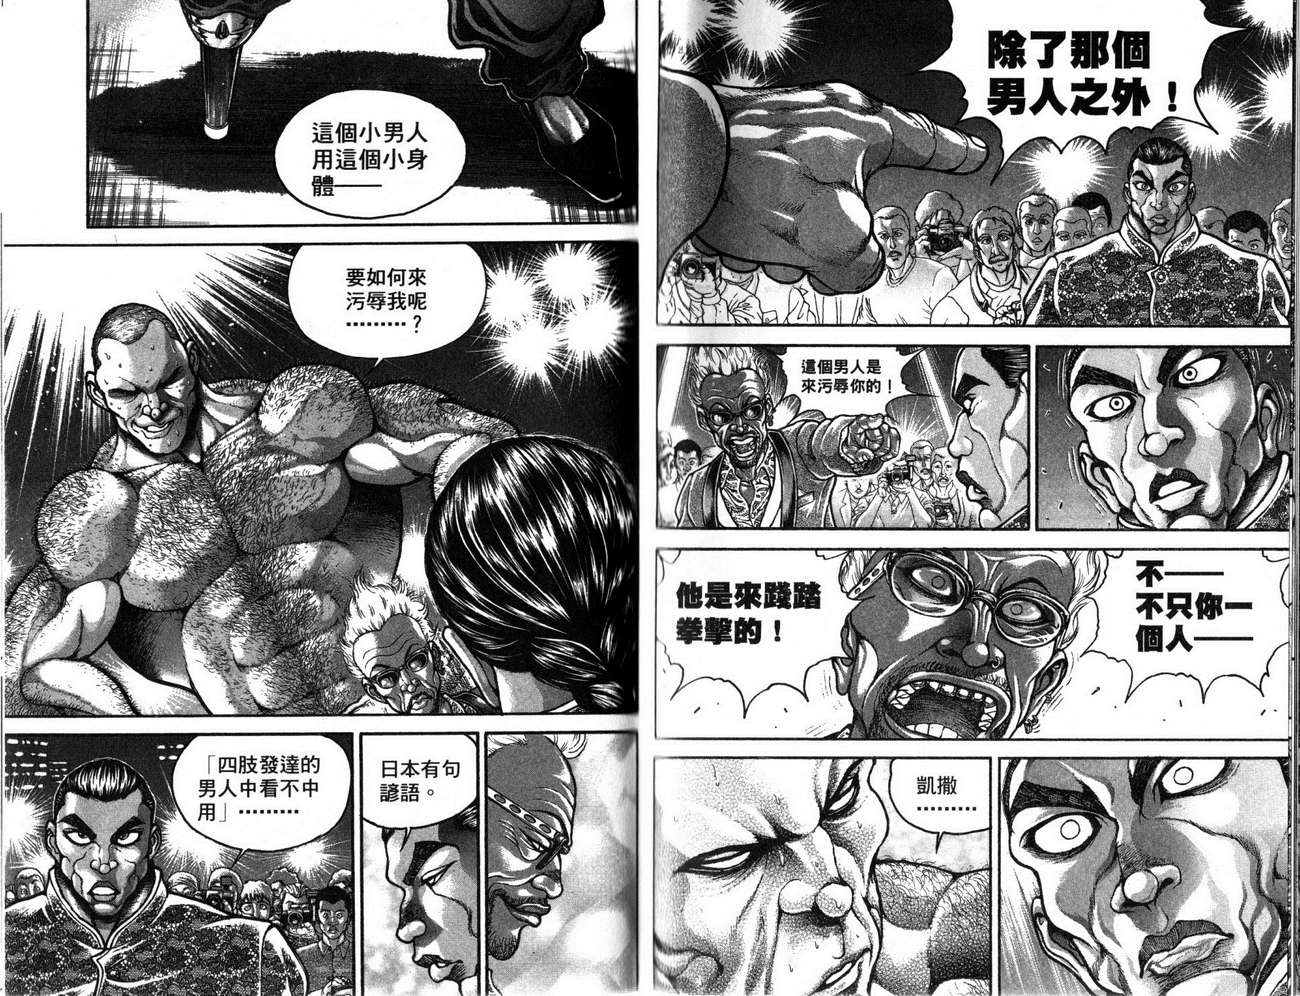 除了那個
男人之外！
這個男人是
來污辱你的！
不——
不只你一
個人——
他是來踐踏
拳擊的！
凱撒
………
這個小男人
用這個小身
體——
要如何來
污辱我呢
………？
日本有句
諺語。
「四肢發達的
男人中看不中
用」………